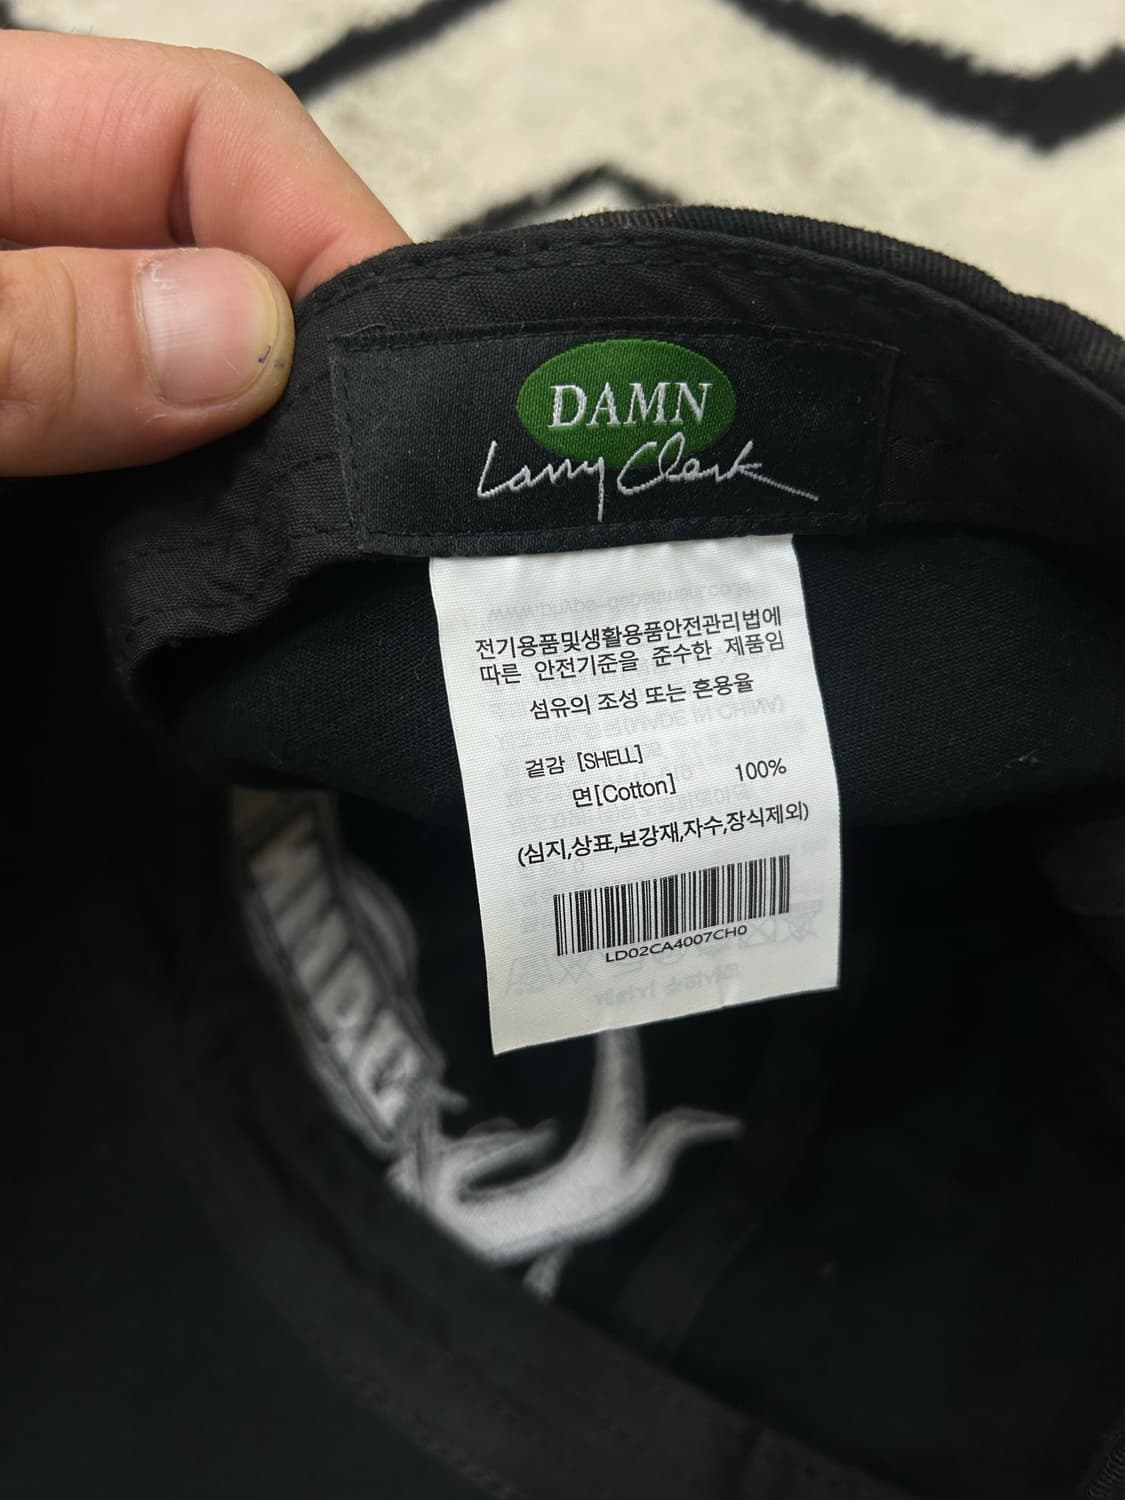 DAMN
Larry Clark
전기용품및생활용품안전관리법에
따른 안전기준을 준수한 제품임
섬유의 조성 또는 혼용율
겉감 [SHELL]
면[Cotton] 100%
(심지,상표,보강재,자수,장식제외)
LD02CA4007CH0